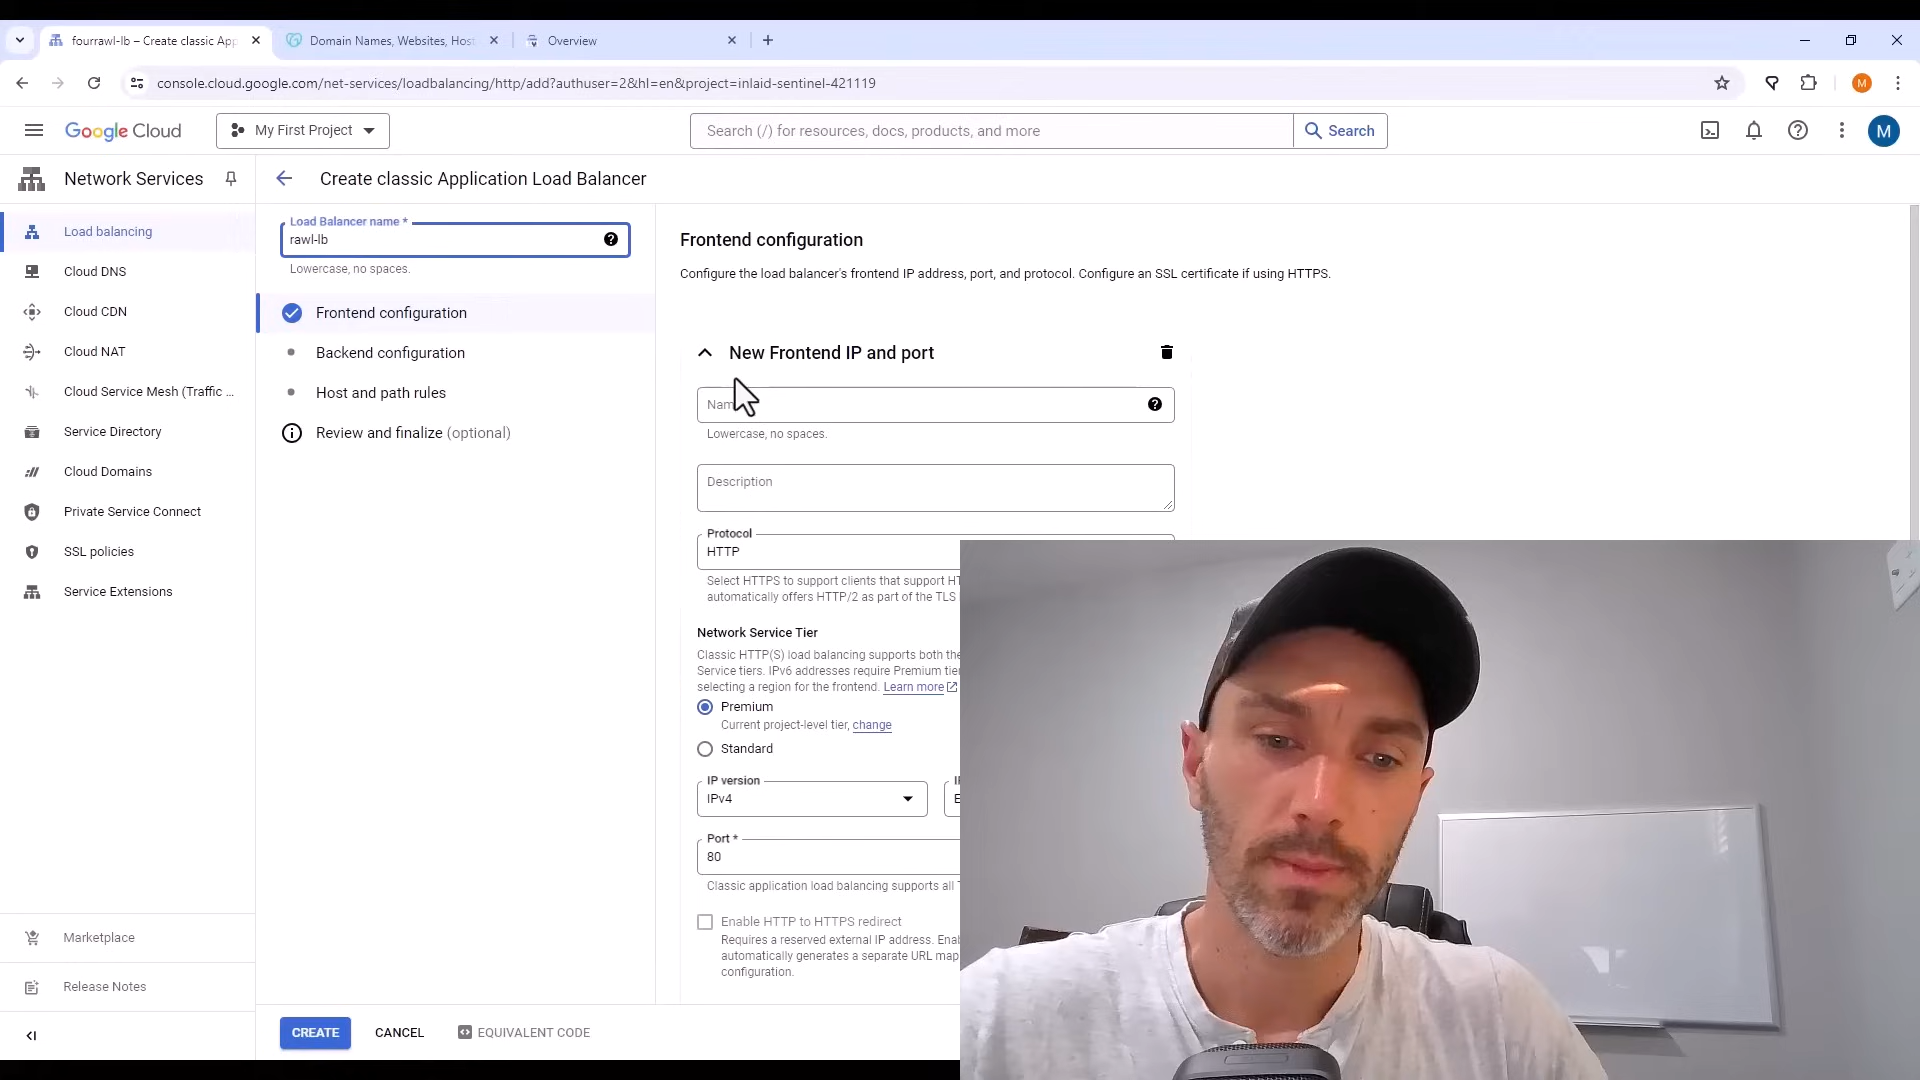 fourrawl-lb – Create classic App
Domain Names, Websites, Host
Overview
console.cloud.google.com/net-services/loadbalancing/http/add?authuser=2&hl=en&project=inlaid-sentinel-421119
M
Google Cloud
My First Project
Search (/) for resources, docs, products, and more
Search
M
Network Services
Create classic Application Load Balancer
Load balancing
Cloud DNS
Cloud CDN
Cloud NAT
Cloud Service Mesh (Traffic ...
Service Directory
Cloud Domains
Private Service Connect
SSL policies
Service Extensions
Marketplace
Release Notes
Load Balancer name *
rawl-lb
Lowercase, no spaces.
Frontend configuration
Backend configuration
Host and path rules
Review and finalize (optional)
CREATE
CANCEL
EQUIVALENT CODE
Frontend configuration
Configure the load balancer's frontend IP address, port, and protocol. Configure an SSL certificate if using HTTPS.
New Frontend IP and port
Lowercase, no spaces.
Description
Protocol
HTTP
Select HTTPS to support clients that support
automatically offers HTTP/2 as part of the TLS
Network Service Tier
Classic HTTP(S) load balancing supports both the
Service tiers. IPv6 addresses require Premium
selecting a region for the frontend. Learn more
Premium
Current project-level tier, change
Standard
IP version
IPv4
Port *
80
Classic application load balancing supports all
Enable HTTP to HTTPS redirect
Requires a reserved external IP address.
automatically generates a separate URL map
configuration.